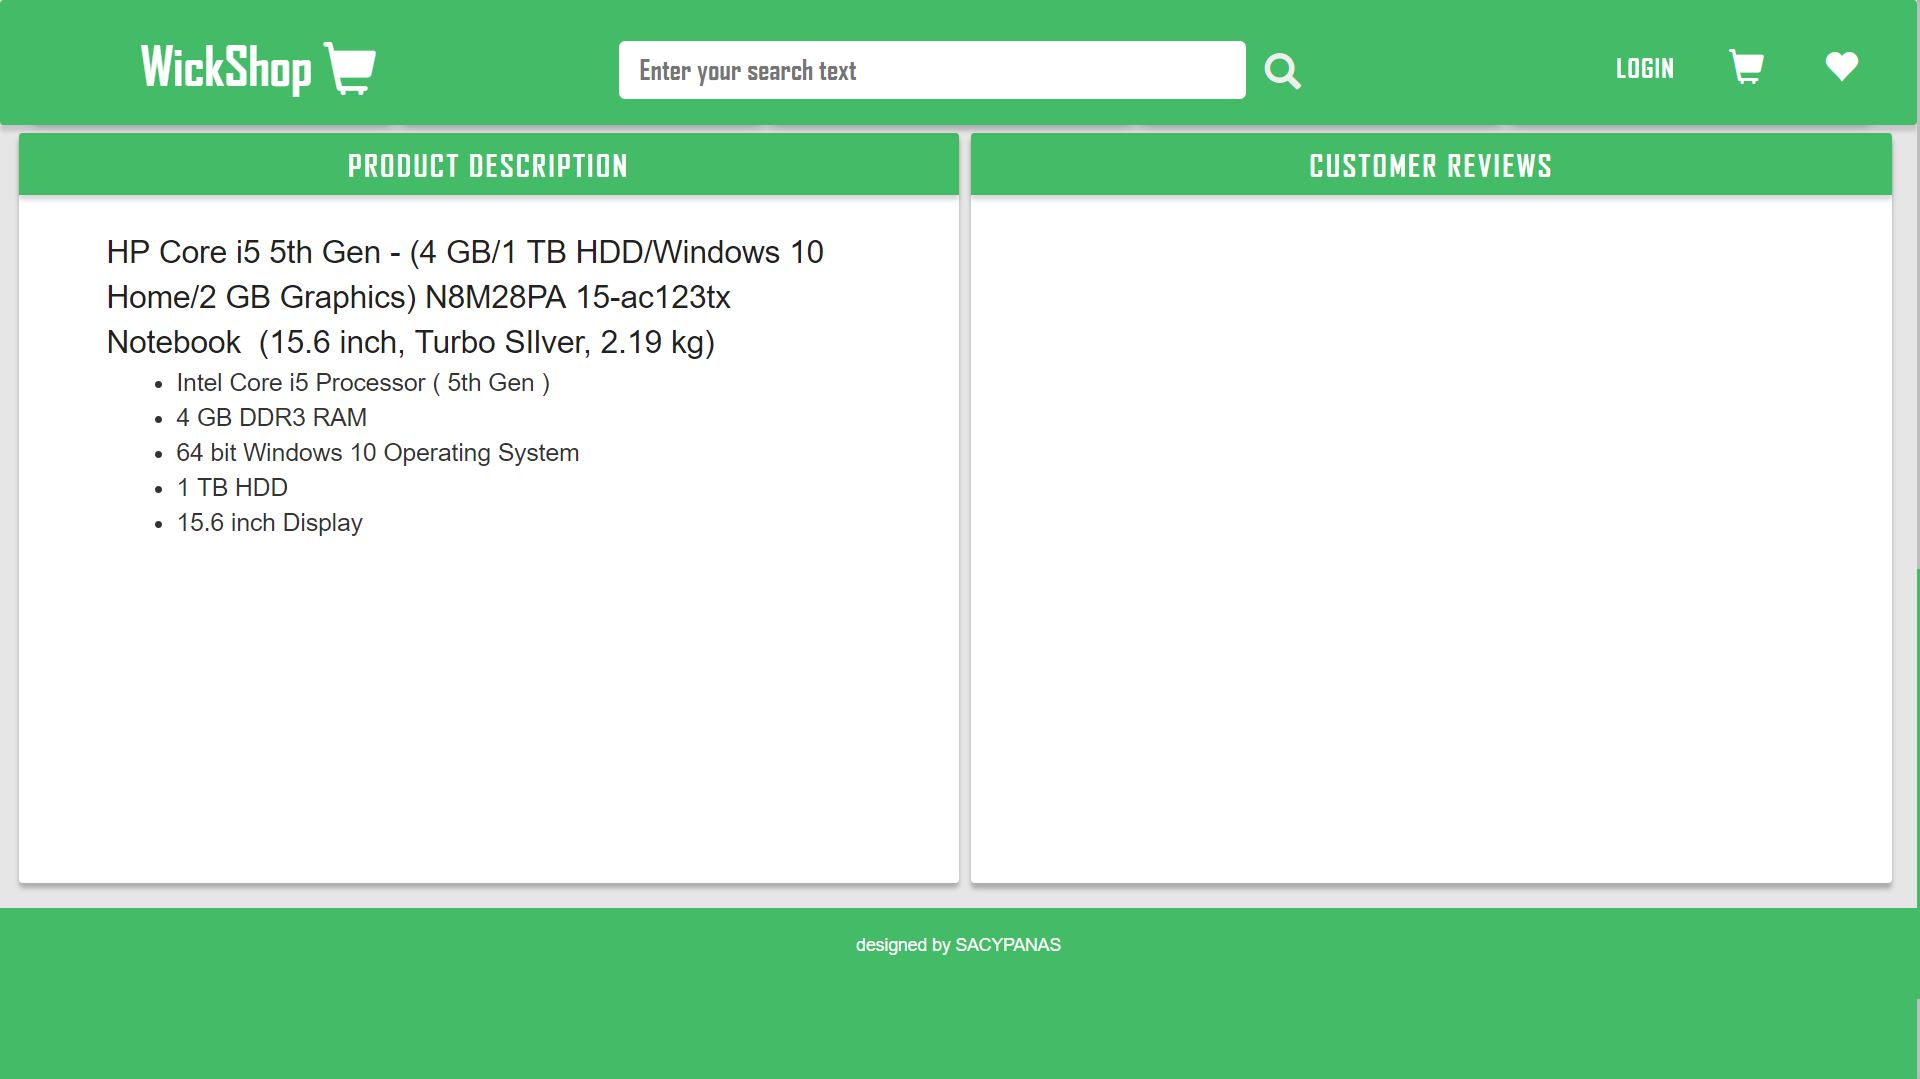 WickShop
Enter your search text
LOGIN
PRODUCT DESCRIPTION
HP Core i5 5th Gen - (4 GB/1 TB HDD/Windows 10
Home/2 GB Graphics) N8M28PA 15-ac123tx
Notebook  (15.6 inch, Turbo SIlver, 2.19 kg)
• Intel Core i5 Processor ( 5th Gen )
• 4 GB DDR3 RAM
• 64 bit Windows 10 Operating System
• 1 TB HDD
• 15.6 inch Display
CUSTOMER REVIEWS
designed by SACYPANAS